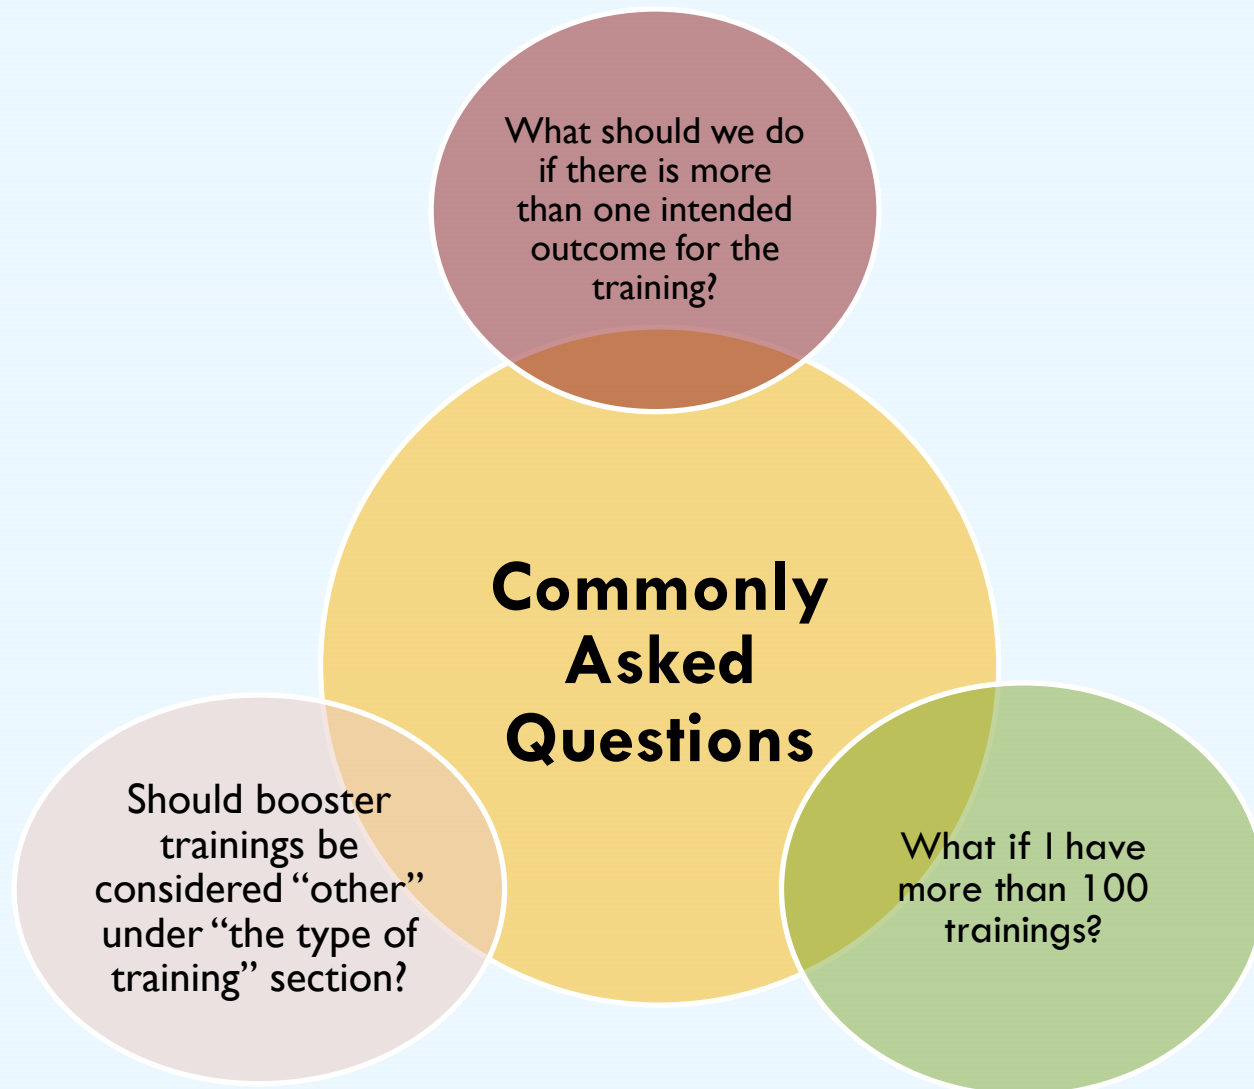 What should we do
if there is more
than one intended
outcome for the
training?
Commonly
Asked
Questions
Should booster
trainings be
considered “other”
under “the type of
training” section?
What if I have
more than 100
trainings?